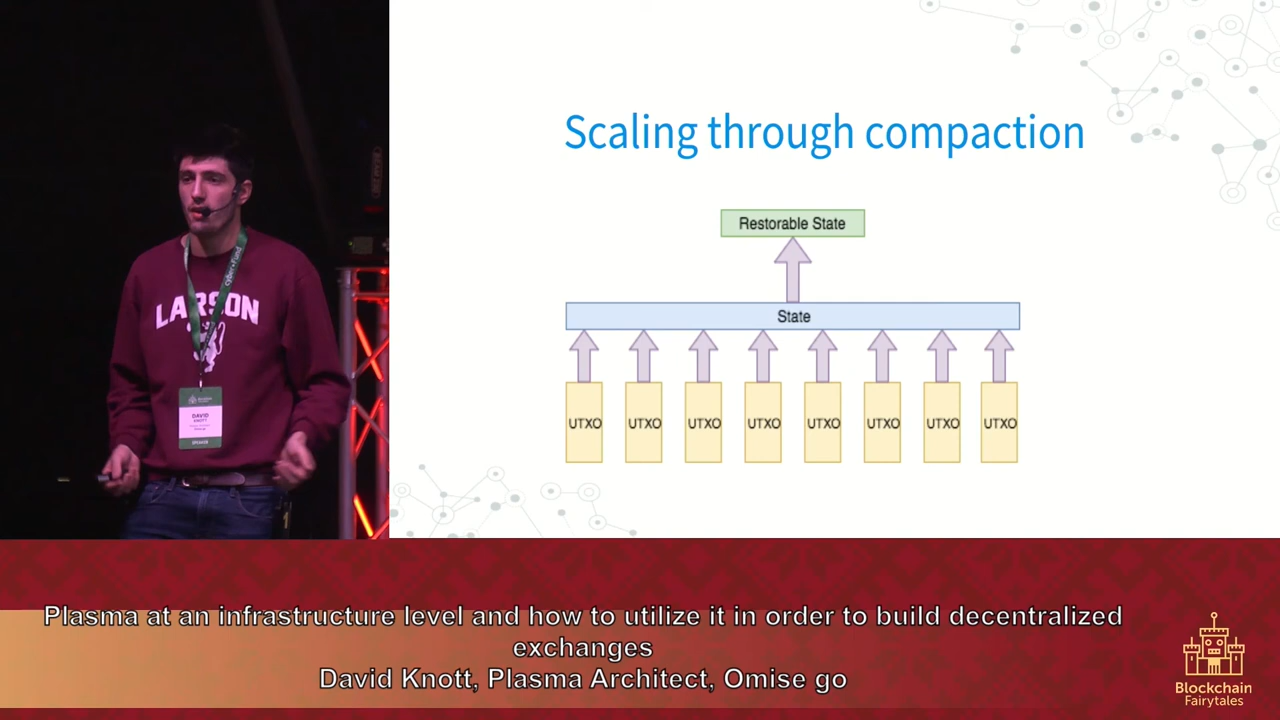 Scaling through compaction
Restorable State
State
UTXO UTXO UTXO UTXO UTXO UTXO UTXO UTXO
LARSON
Cyber•Fund
DAVID
KNOTT
SPEAKER
Plasma at an infrastructure level and how to utilize it in order to build decentralized
exchanges
David Knott, Plasma Architect, Omise go
Blockchain
Fairytales